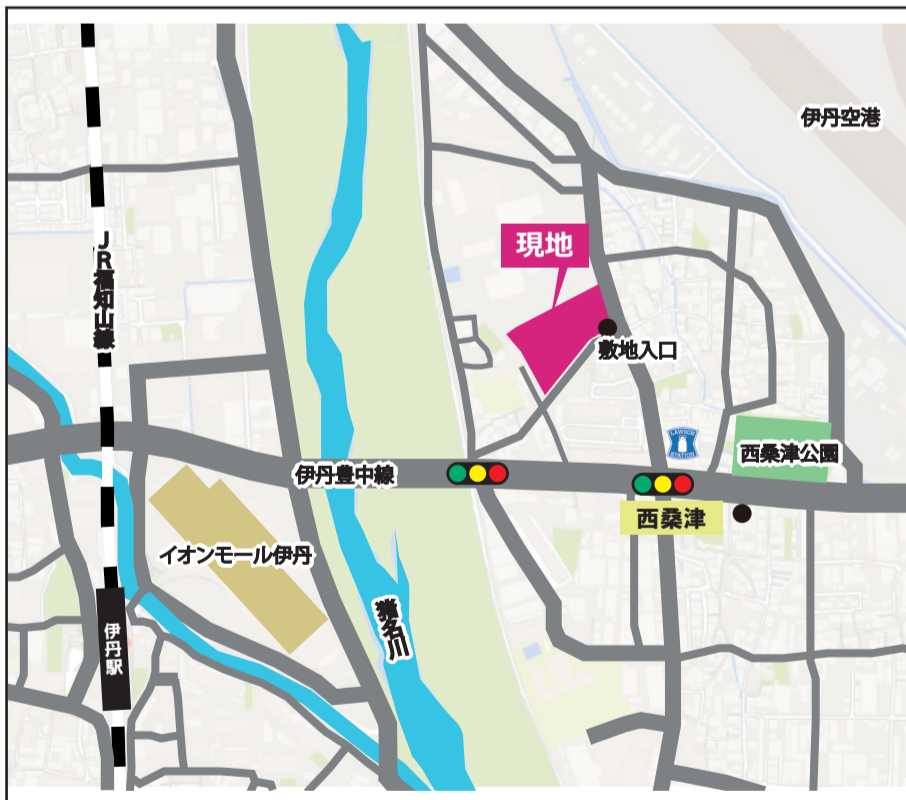 伊丹空港
現地
JR福知山線
敷地入口
LAWSON
STATION
西桑津公園
伊丹豊中線
西桑津
イオンモール伊丹
猪名川
伊丹駅